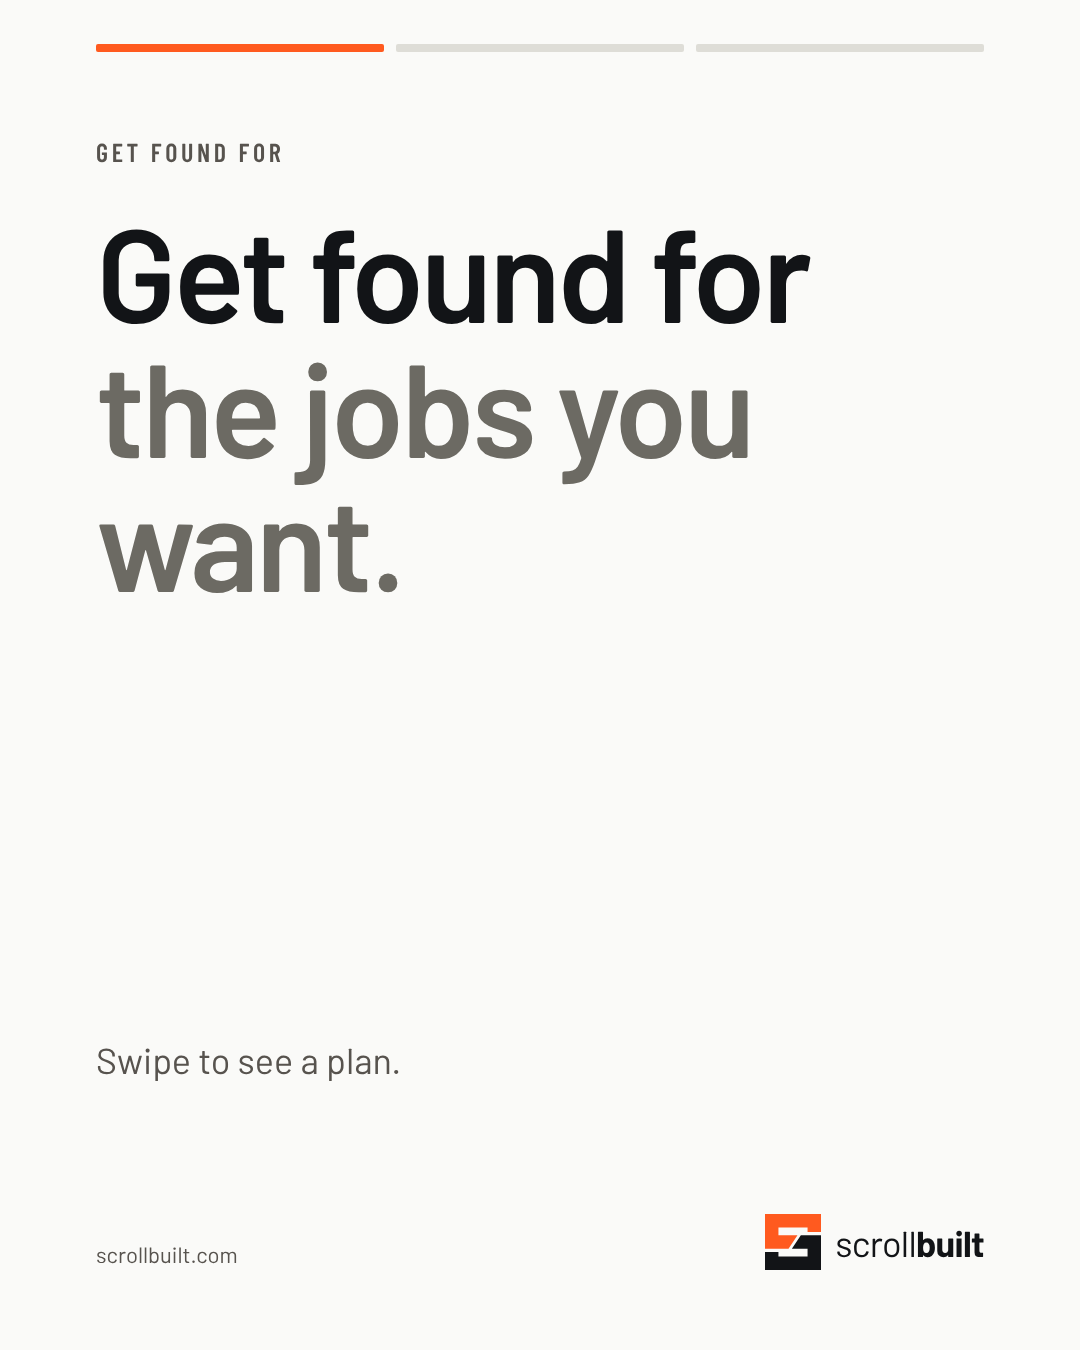 GET FOUND FOR
Get found for
the jobs you
want.
Swipe to see a plan.
scrollbuilt.com
scrollbuilt